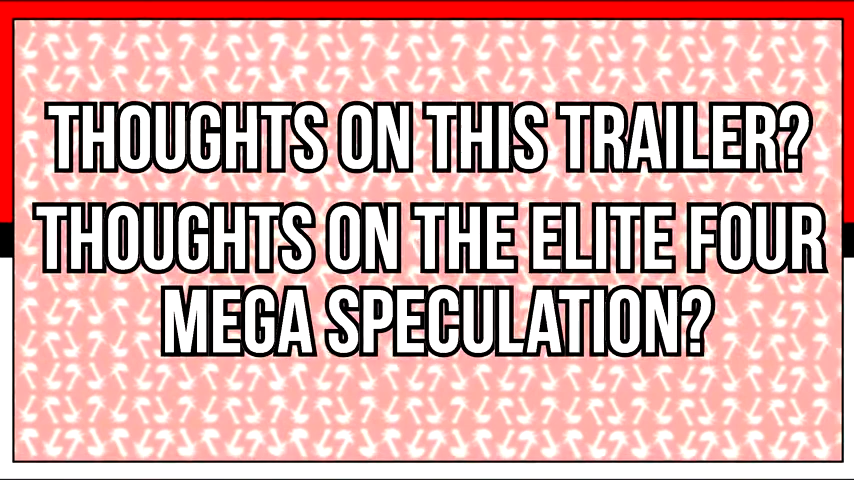 THOUGHTS ON THIS TRAILER?
THOUGHTS ON THE ELITE FOUR
MEGA SPECULATION?